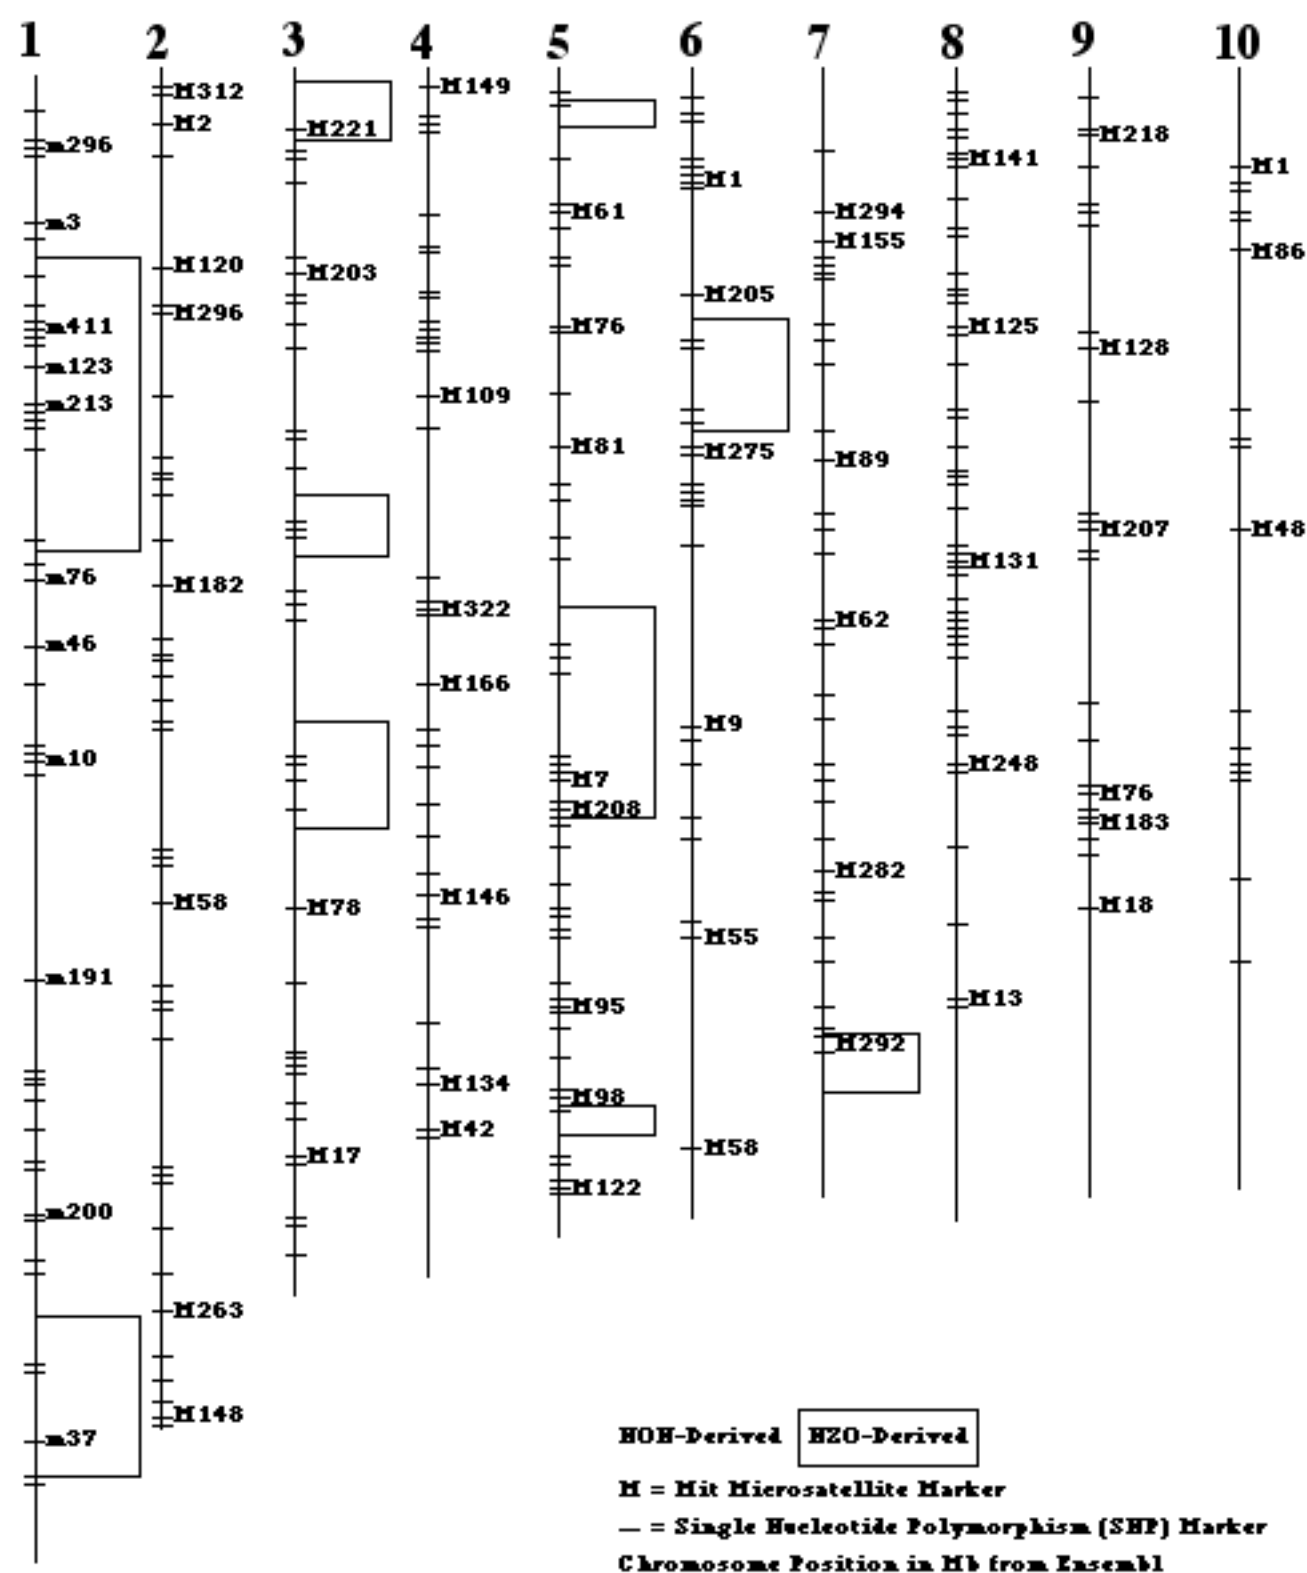 1 2 3 4 5 6 7 8 9 10
m296
m3
m411
m123
m213
m76
m46
m10
m191
m200
m37
M312
M2
M120
M296
M182
M58
M263
M148
M221
M203
M78
M17
M149
M109
M322
M166
M146
M134
M42
M61
M76
M81
M7
M208
M95
M98
M122
M1
M205
M275
M9
M55
M58
M294
M155
M89
M62
M282
M292
M141
M125
M131
M248
M13
M218
M128
M207
M76
M183
M18
M1
M86
M48
NON-Derived NZO-Derived
M = Mit Microsatellite Marker
— = Single Nucleotide Polymorphism (SNP) Marker
Chromosome Position in Mb from Ensembl